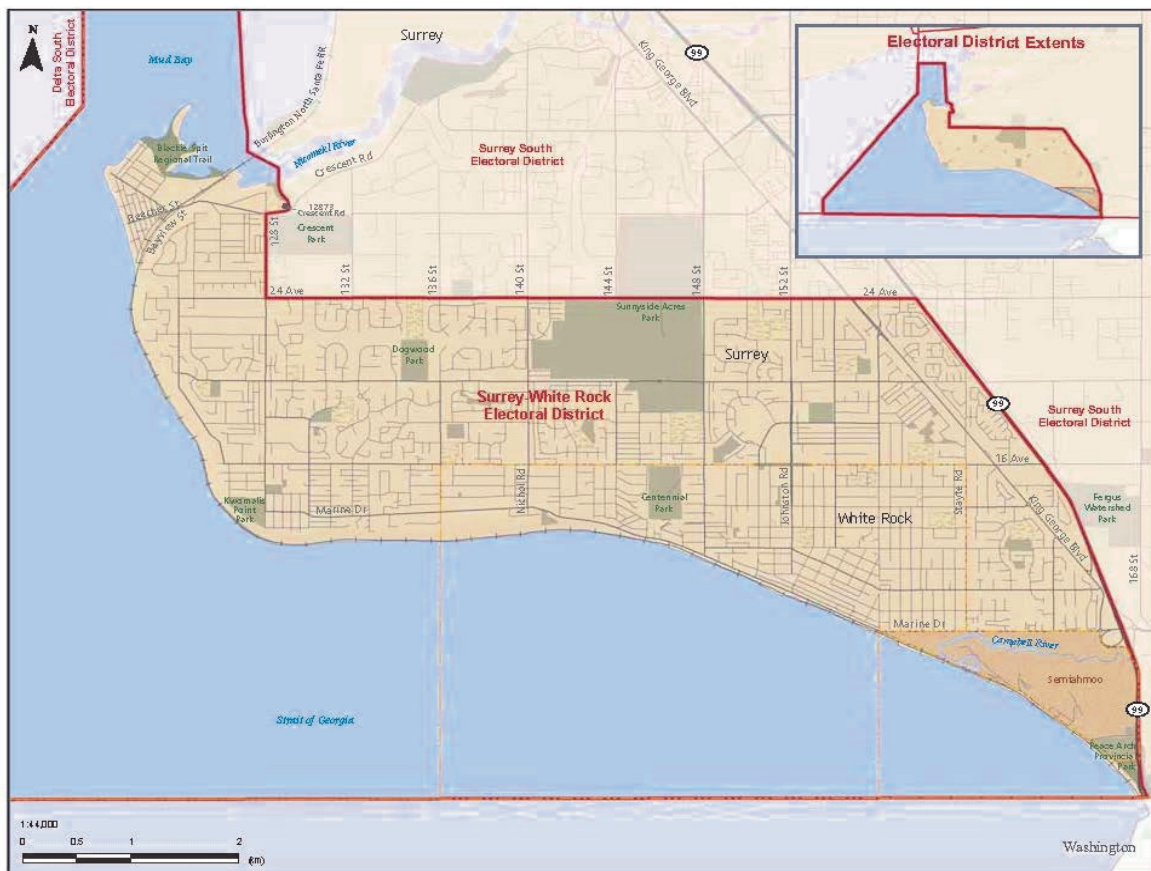 N
Delta South
Electoral District
Mud Bay
Surrey
99
King George Blvd
Electoral District Extents
Burlington North Santa Fe RR
Blackie Spit
Regional Trail
Nicomekl River
Crescent Rd
Surrey South
Electoral District
Beecher St
Bayview St
12873
Crescent Rd
Crescent
Park
128 St
132 St
136 St
140 St
144 St
148 St
152 St
24 Ave
24 Ave
Sunnyside Acres
Park
Dogwood
Park
Surrey
Surrey-White Rock
Electoral District
99
Surrey South
Electoral District
16 Ave
Kwomais
Point
Park
Marine Dr
Nichol Rd
Centennial
Park
Johnston Rd
White Rock
Stayte Rd
King George Blvd
Fergus
Watershed
Park
168 St
Marine Dr
Campbell River
Semiahmoo
99
Strait of Georgia
Peace Arch
Provincial
Park
1:44,000
0 0.5 1 2
(km)
Washington